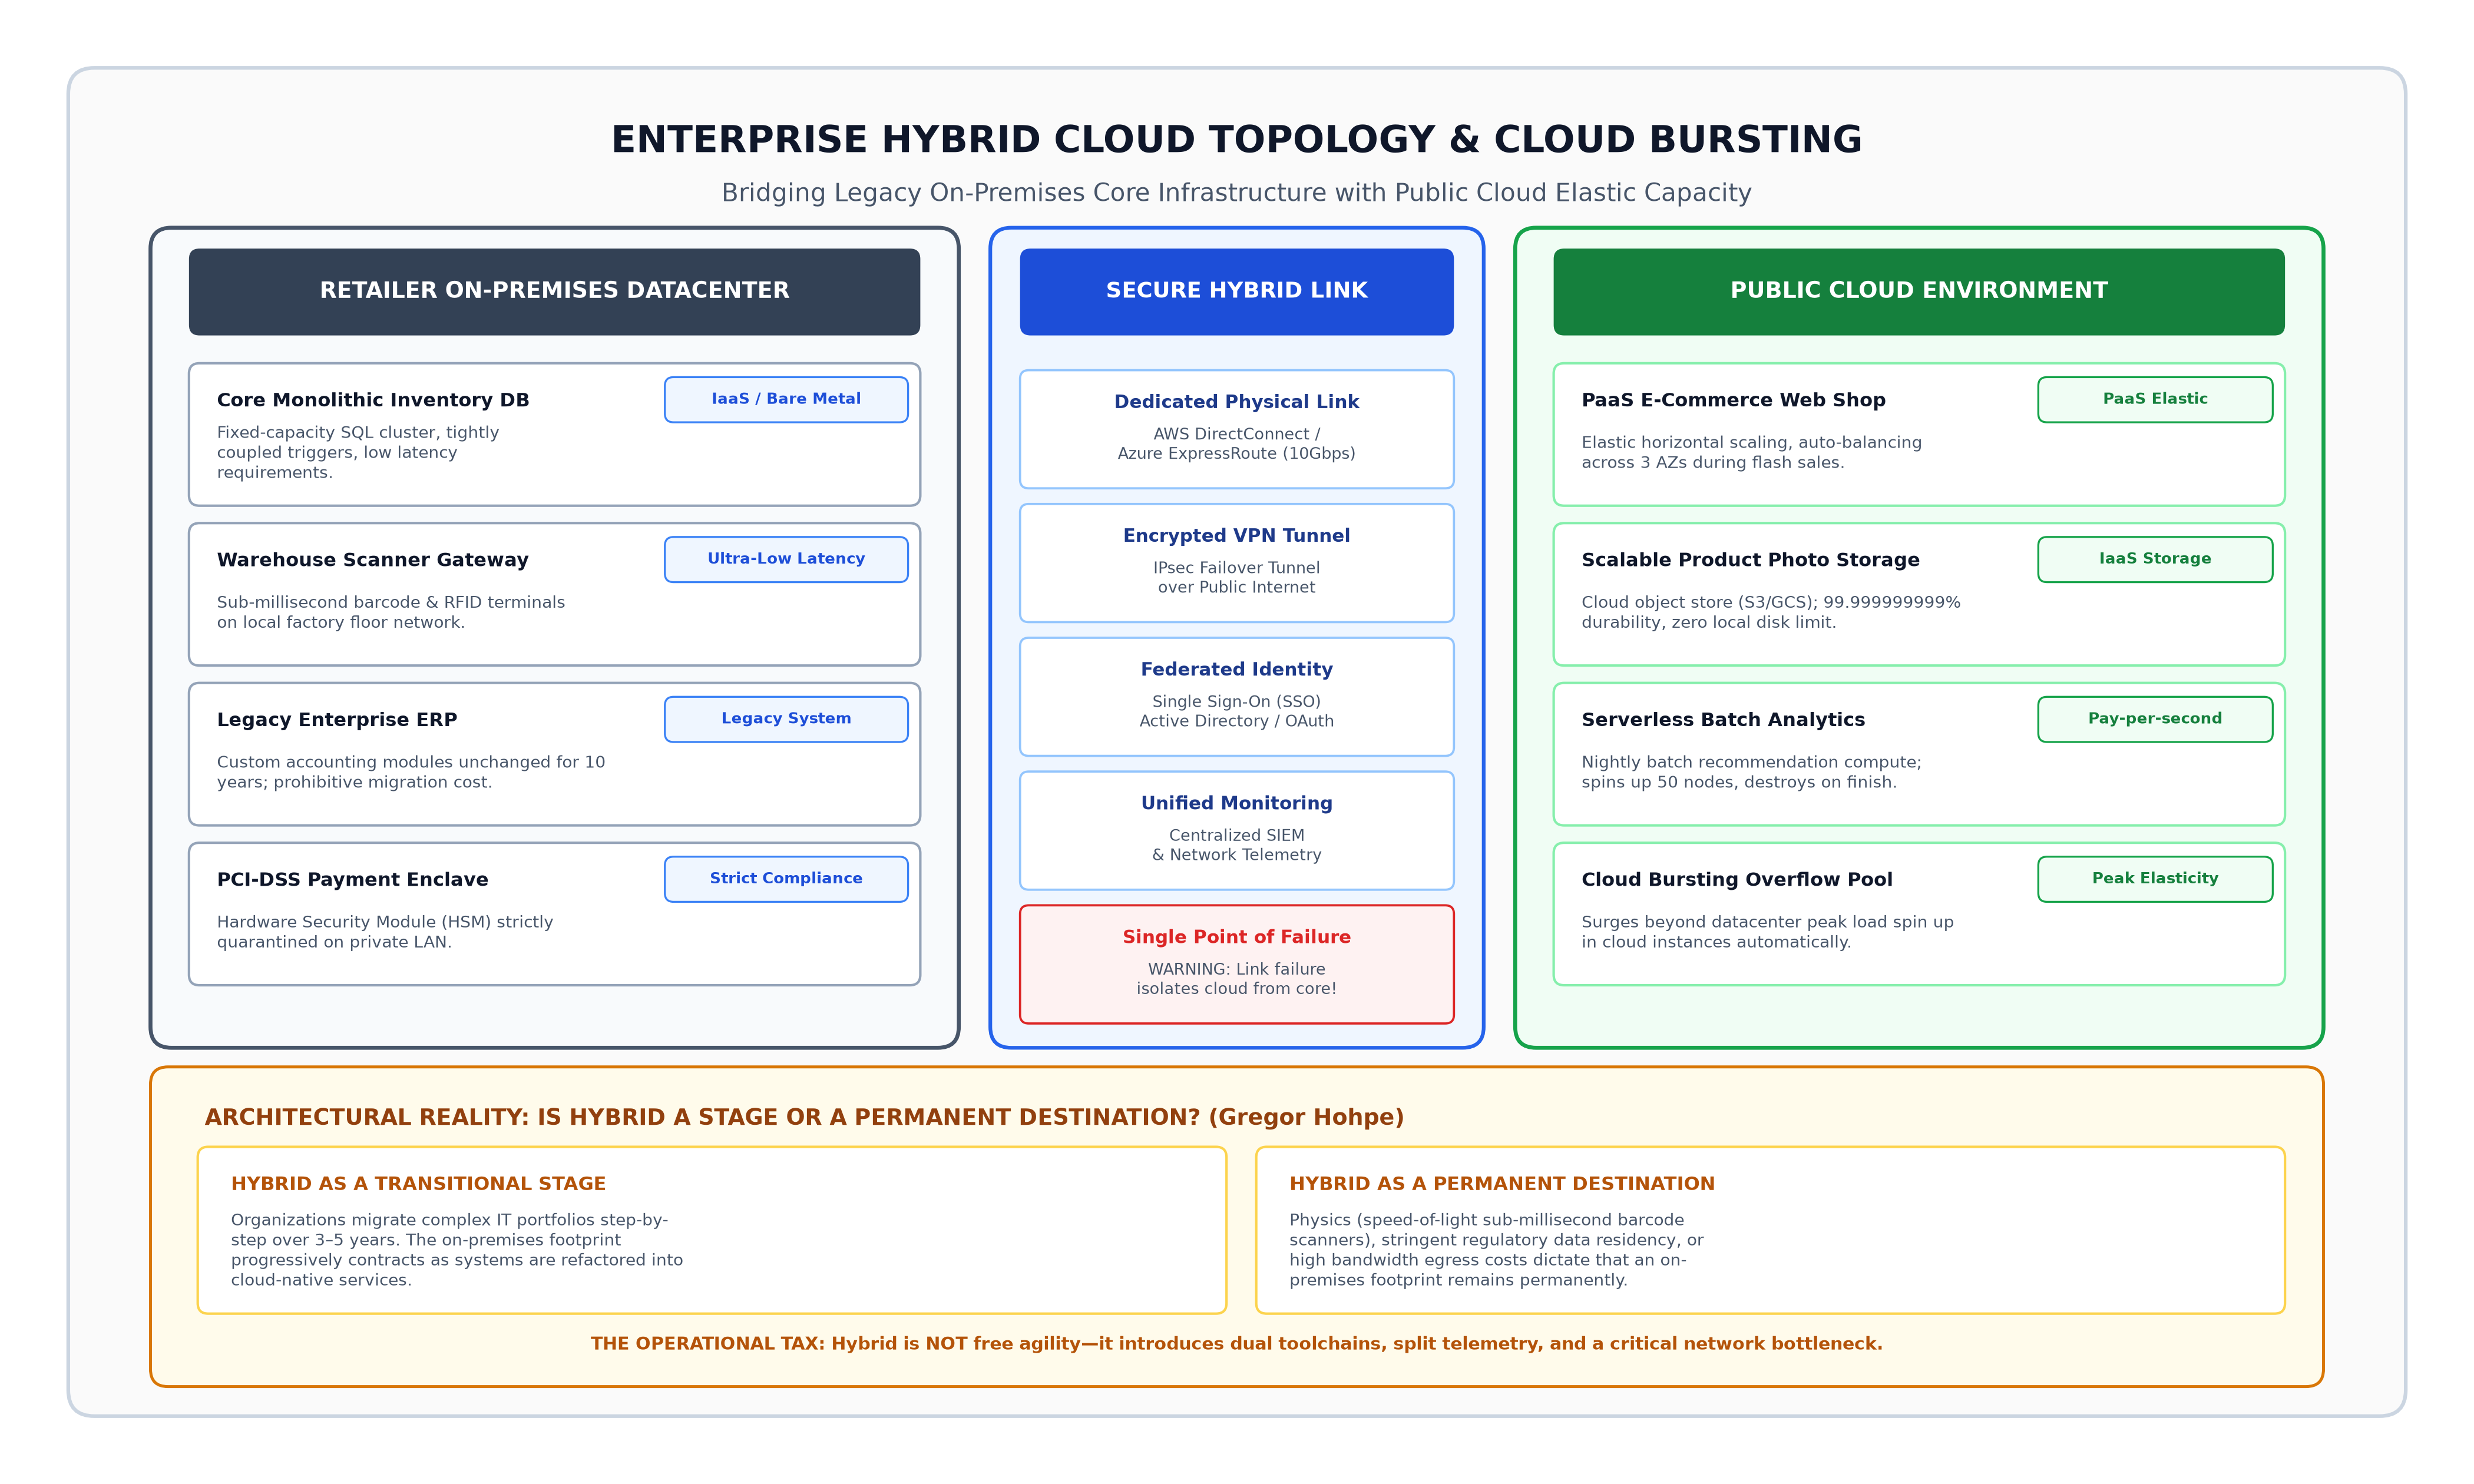 ENTERPRISE HYBRID CLOUD TOPOLOGY & CLOUD BURSTING
Bridging Legacy On-Premises Core Infrastructure with Public Cloud Elastic Capacity
RETAILER ON-PREMISES DATACENTER
Core Monolithic Inventory DB
IaaS / Bare Metal
Fixed-capacity SQL cluster, tightly
coupled triggers, low latency
requirements.
Warehouse Scanner Gateway
Ultra-Low Latency
Sub-millisecond barcode & RFID terminals
on local factory floor network.
Legacy Enterprise ERP
Legacy System
Custom accounting modules unchanged for 10
years; prohibitive migration cost.
PCI-DSS Payment Enclave
Strict Compliance
Hardware Security Module (HSM) strictly
quarantined on private LAN.
SECURE HYBRID LINK
Dedicated Physical Link
AWS DirectConnect /
Azure ExpressRoute (10Gbps)
Encrypted VPN Tunnel
IPsec Failover Tunnel
over Public Internet
Federated Identity
Single Sign-On (SSO)
Active Directory / OAuth
Unified Monitoring
Centralized SIEM
& Network Telemetry
Single Point of Failure
WARNING: Link failure
isolates cloud from core!
PUBLIC CLOUD ENVIRONMENT
PaaS E-Commerce Web Shop
PaaS Elastic
Elastic horizontal scaling, auto-balancing
across 3 AZs during flash sales.
Scalable Product Photo Storage
IaaS Storage
Cloud object store (S3/GCS); 99.999999999%
durability, zero local disk limit.
Serverless Batch Analytics
Pay-per-second
Nightly batch recommendation compute;
spins up 50 nodes, destroys on finish.
Cloud Bursting Overflow Pool
Peak Elasticity
Surges beyond datacenter peak load spin up
in cloud instances automatically.
ARCHITECTURAL REALITY: IS HYBRID A STAGE OR A PERMANENT DESTINATION? (Gregor Hohpe)
HYBRID AS A TRANSITIONAL STAGE
Organizations migrate complex IT portfolios step-by-
step over 3–5 years. The on-premises footprint
progressively contracts as systems are refactored into
cloud-native services.
HYBRID AS A PERMANENT DESTINATION
Physics (speed-of-light sub-millisecond barcode
scanners), stringent regulatory data residency, or
high bandwidth egress costs dictate that an on-
premises footprint remains permanently.
THE OPERATIONAL TAX: Hybrid is NOT free agility—it introduces dual toolchains, split telemetry, and a critical network bottleneck.